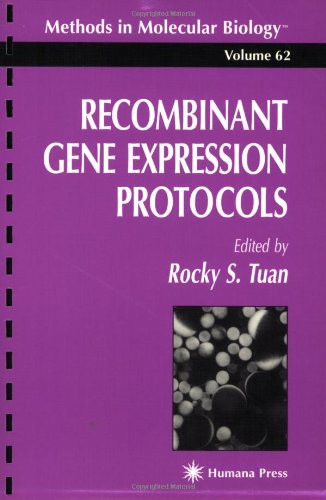 Methods in Molecular Biology™
Volume 62
RECOMBINANT
GENE EXPRESSION
PROTOCOLS
Edited by
Rocky S. Tuan
Humana Press